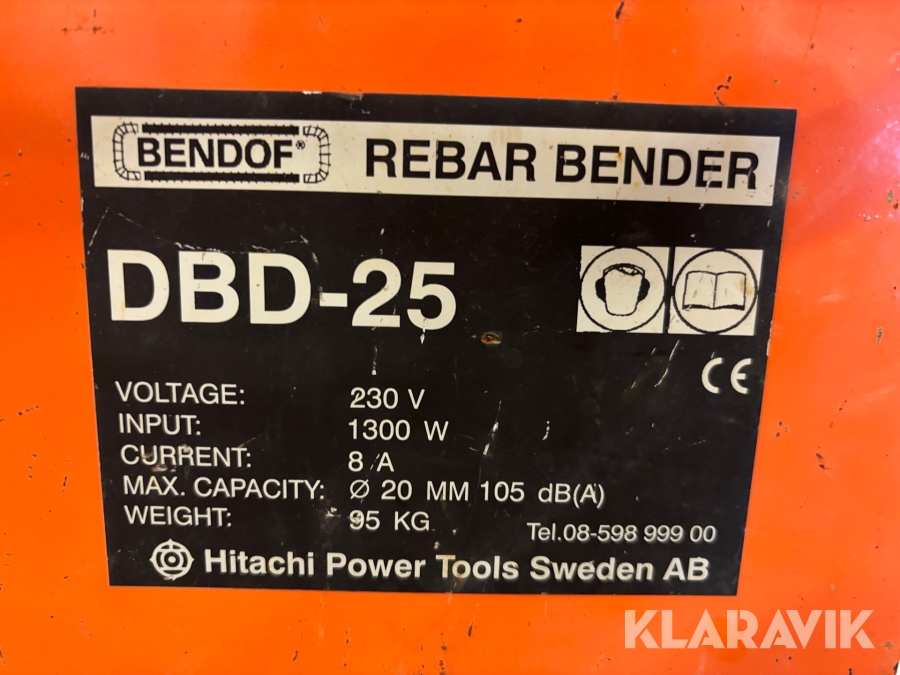 BENDOF® REBAR BENDER
DBD-25
CE
VOLTAGE: 230 V
INPUT: 1300 W
CURRENT: 8 A
MAX. CAPACITY: Ø 20 MM 105 dB(A)
WEIGHT: 95 KG
Tel.08-598 999 00
Hitachi Power Tools Sweden AB
KLARAVIK